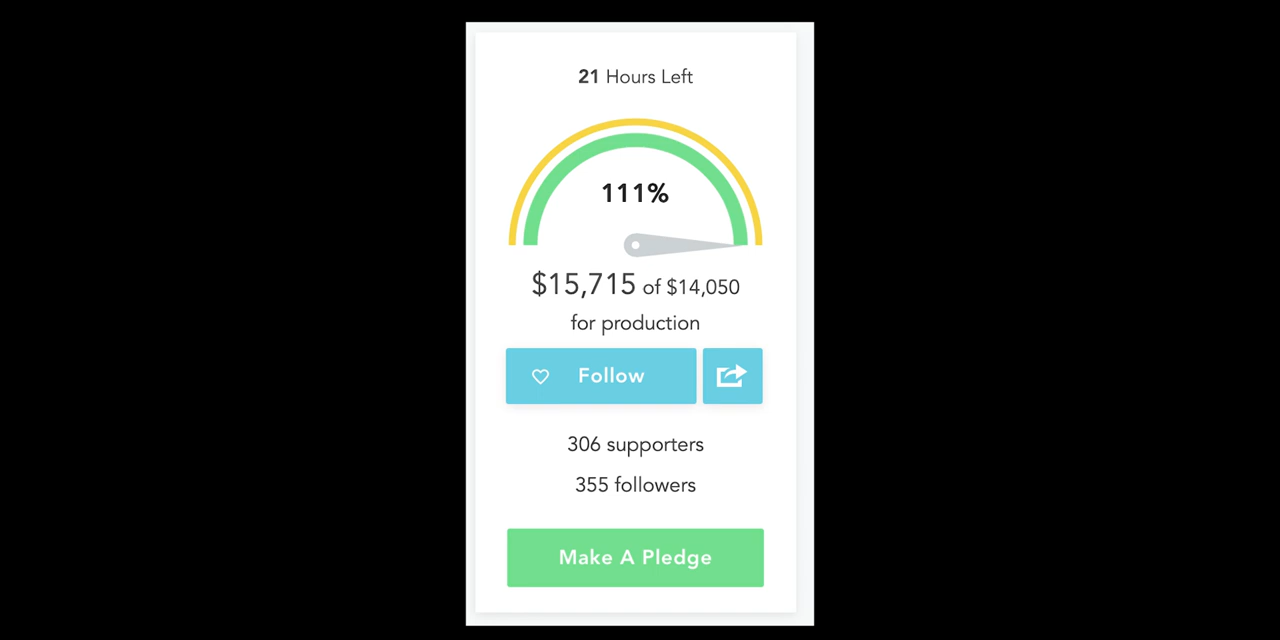 21 Hours Left
111%
$15,715 of $14,050
for production
Follow
306 supporters
355 followers
Make A Pledge